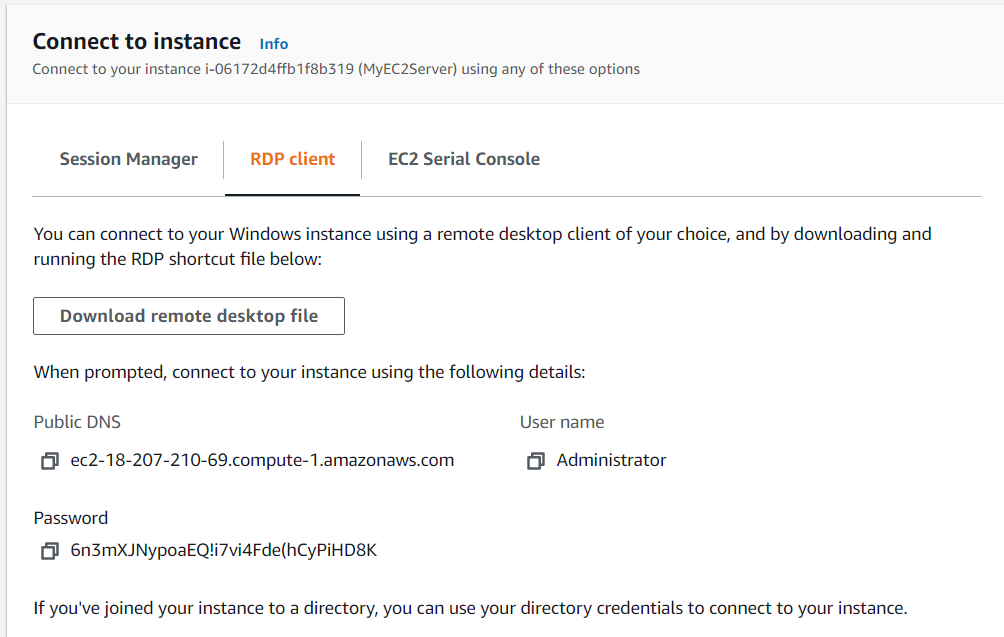 Connect to instance Info
Connect to your instance i-06172d4ffb1f8b319 (MyEC2Server) using any of these options
Session Manager RDP client EC2 Serial Console
You can connect to your Windows instance using a remote desktop client of your choice, and by downloading and
running the RDP shortcut file below:
Download remote desktop file
When prompted, connect to your instance using the following details:
Public DNS User name
ec2-18-207-210-69.compute-1.amazonaws.com Administrator
Password
6n3mXJNypoaEQ!i7vi4Fde(hCyPiHD8K
If you've joined your instance to a directory, you can use your directory credentials to connect to your instance.